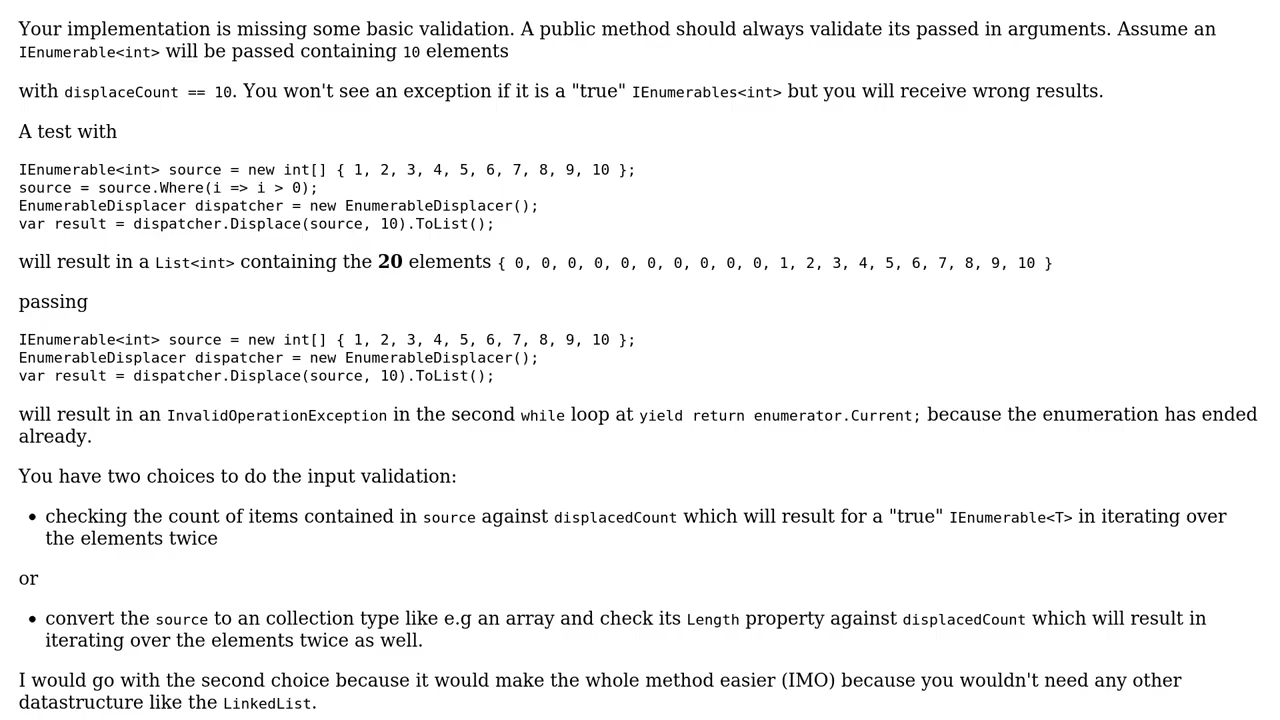 Your implementation is missing some basic validation. A public method should always validate its passed in arguments. Assume an
IEnumerable<int> will be passed containing 10 elements
with displaceCount == 10. You won't see an exception if it is a "true" IEnumerables<int> but you will receive wrong results.
A test with
IEnumerable<int> source = new int[] { 1, 2, 3, 4, 5, 6, 7, 8, 9, 10 };
source = source.Where(i => i > 0);
EnumerableDisplacer dispatcher = new EnumerableDisplacer();
var result = dispatcher.Displace(source, 10).ToList();
will result in a List<int> containing the 20 elements { 0, 0, 0, 0, 0, 0, 0, 0, 0, 0, 1, 2, 3, 4, 5, 6, 7, 8, 9, 10 }
passing
IEnumerable<int> source = new int[] { 1, 2, 3, 4, 5, 6, 7, 8, 9, 10 };
EnumerableDisplacer dispatcher = new EnumerableDisplacer();
var result = dispatcher.Displace(source, 10).ToList();
will result in an InvalidOperationException in the second while loop at yield return enumerator.Current; because the enumeration has ended
already.
You have two choices to do the input validation:
• checking the count of items contained in source against displacedCount which will result for a "true" IEnumerable<T> in iterating over
the elements twice
or
• convert the source to an collection type like e.g an array and check its Length property against displacedCount which will result in
iterating over the elements twice as well.
I would go with the second choice because it would make the whole method easier (IMO) because you wouldn't need any other
datastructure like the LinkedList.